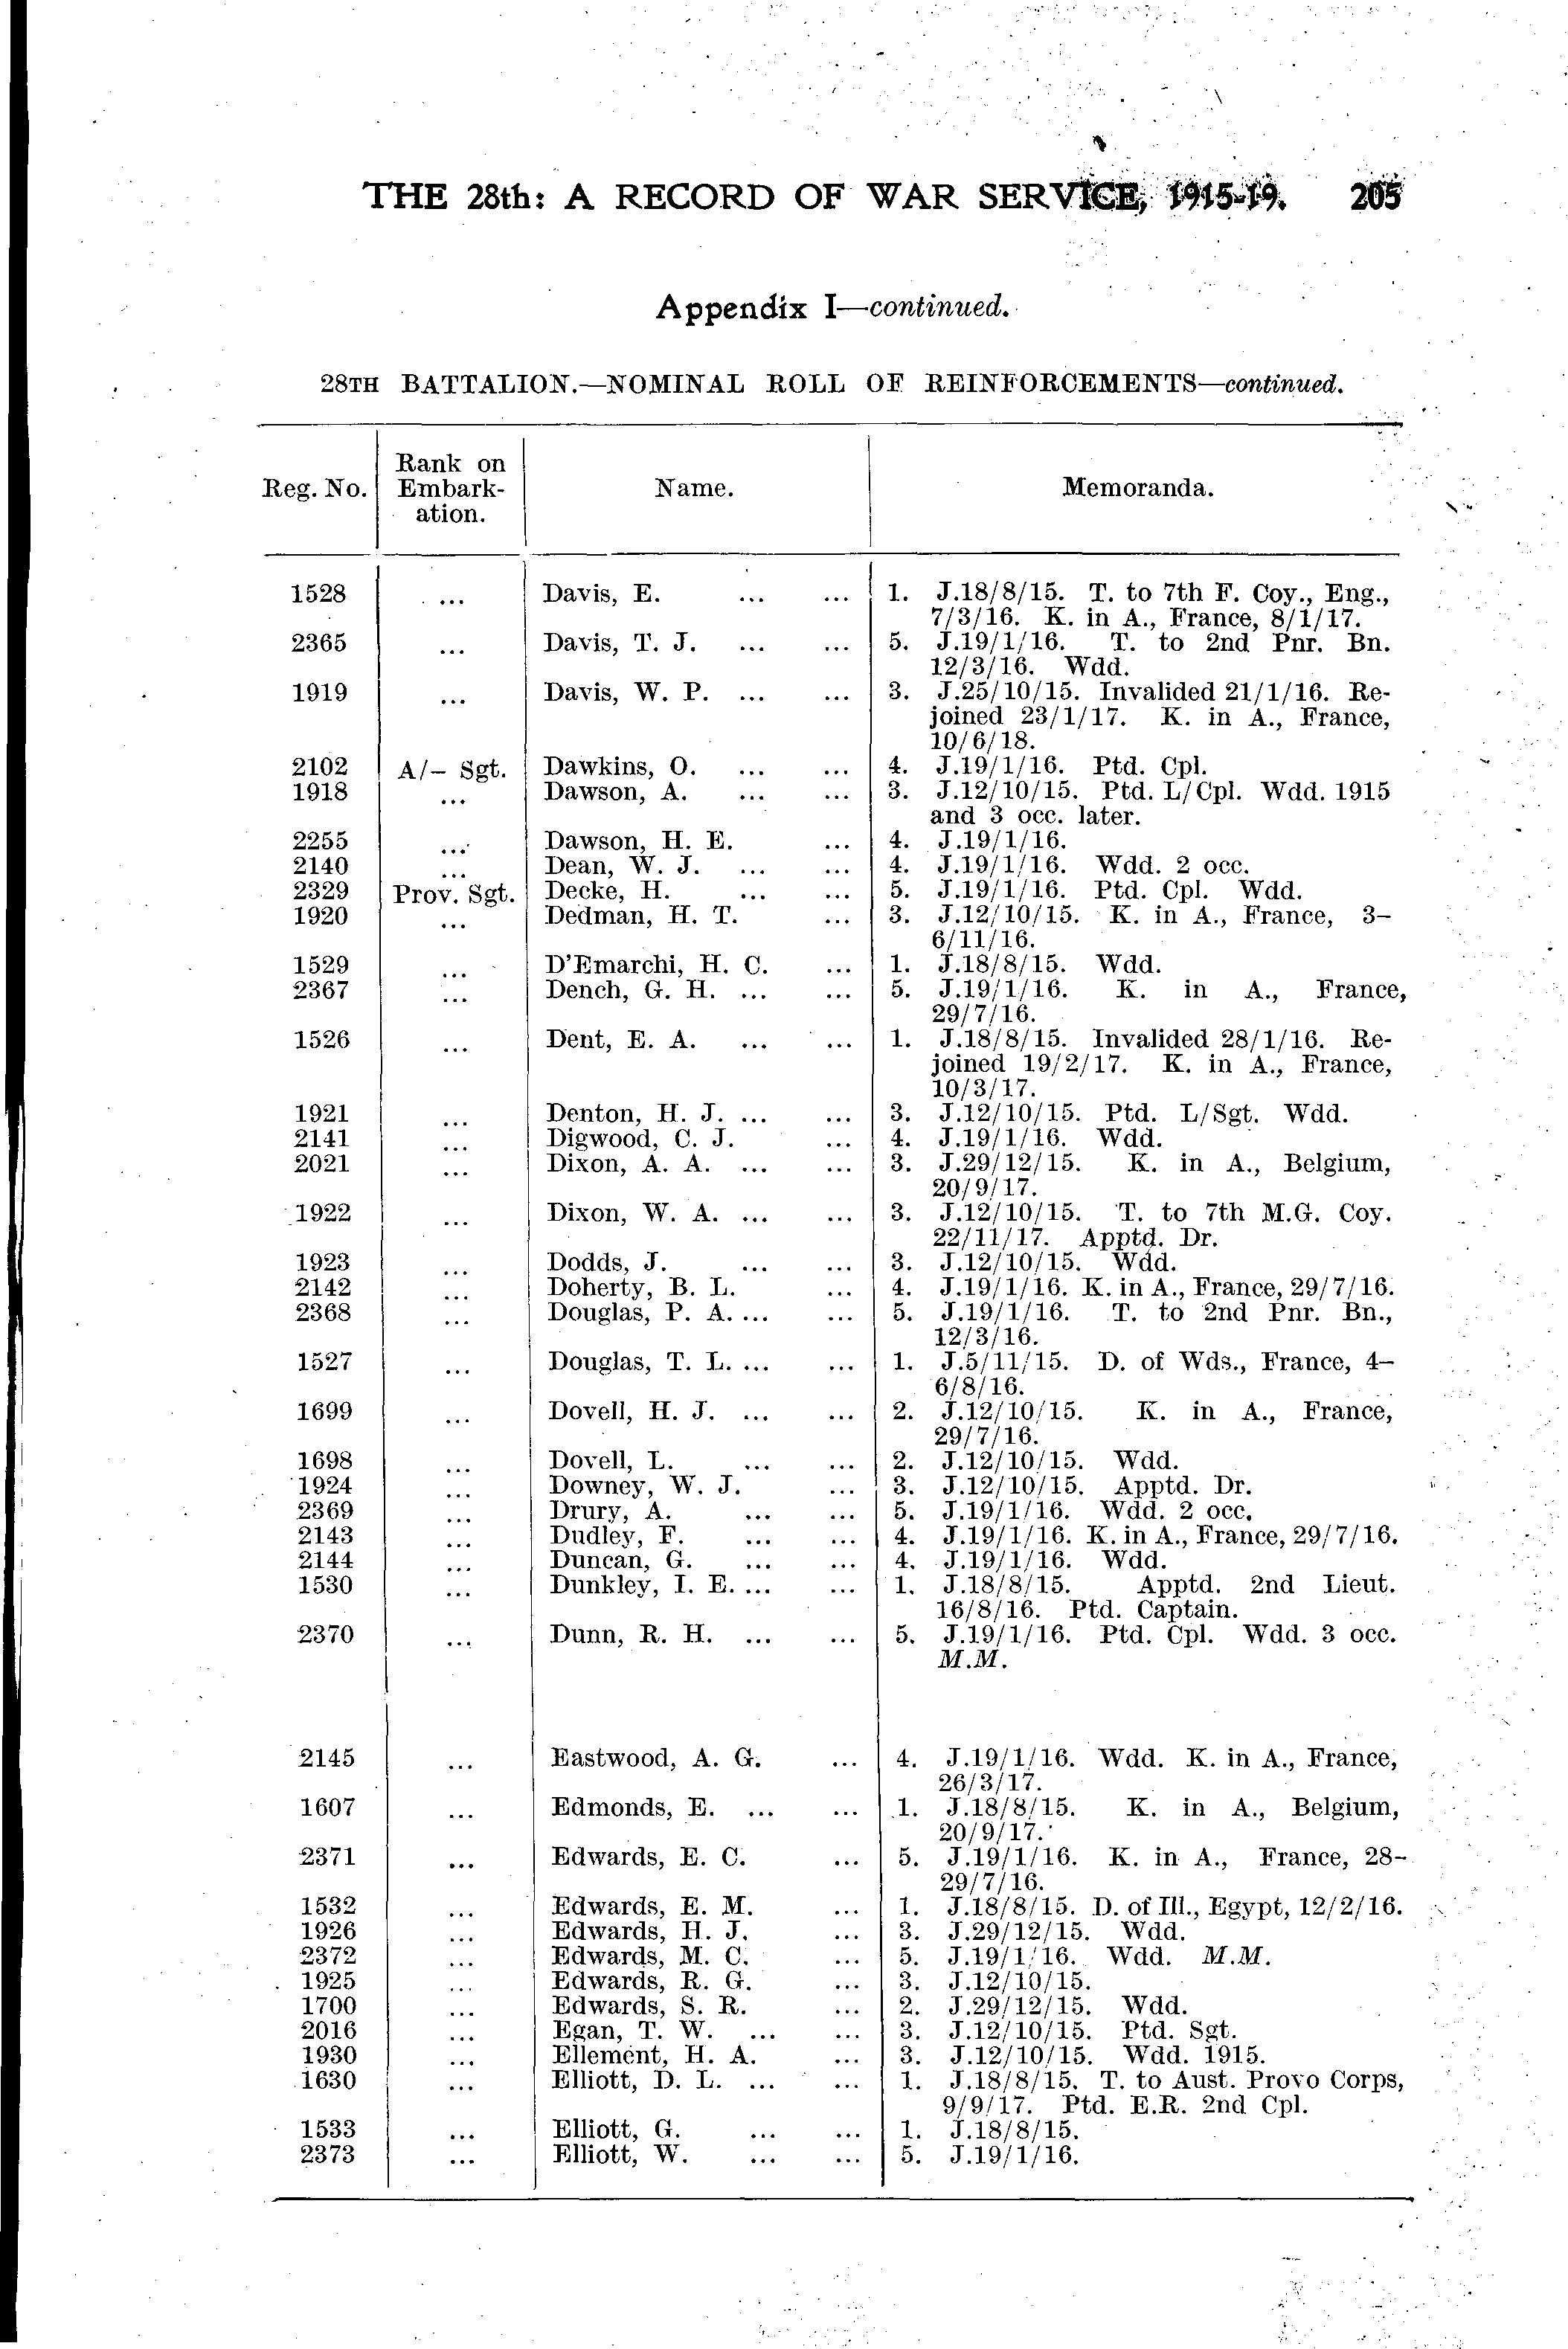 THE 28th: A RECORD OF WAR SERVICE, 1915-19. 205
Appendix I—continued.
28TH BATTALION.—NOMINAL ROLL OF REINFORCEMENTS—continued.
Reg. No. Rank on Embark- ation. Name. Memoranda.
1528 ... Davis, E. ... ... 1. J.18/8/15. T. to 7th F. Coy., Eng.,
7/3/16. K. in A., France, 8/1/17.
2365 ... Davis, T. J. ... ... 5. J.19/1/16. T. to 2nd Pnr. Bn.
12/3/16. Wdd.
1919 ... Davis, W. P. ... ... 3. J.25/10/15. Invalided 21/1/16. Re-
joined 23/1/17. K. in A., France,
10/6/18.
2102 A/– Sgt. Dawkins, O. ... ... 4. J.19/1/16. Ptd. Cpl.
1918 ... Dawson, A. ... ... 3. J.12/10/15. Ptd. L/Cpl. Wdd. 1915
and 3 occ. later.
2255 ... Dawson, H. E. ... 4. J.19/1/16.
2140 ... Dean, W. J. ... ... 4. J.19/1/16. Wdd. 2 occ.
2329 Prov. Sgt. Decke, H. ... ... 5. J.19/1/16. Ptd. Cpl. Wdd.
1920 ... Dedman, H. T. ... 3. J.12/10/15. K. in A., France, 3–
6/11/16.
1529 ... D'Emarchi, H. C. ... 1. J.18/8/15. Wdd.
2367 ... Dench, G. H. ... ... 5. J.19/1/16. K. in A., France,
29/7/16.
1526 ... Dent, E. A. ... ... 1. J.18/8/15. Invalided 28/1/16. Re-
joined 19/2/17. K. in A., France,
10/3/17.
1921 ... Denton, H. J. ... ... 3. J.12/10/15. Ptd. L/Sgt. Wdd.
2141 ... Digwood, C. J. ... 4. J.19/1/16. Wdd.
2021 ... Dixon, A. A. ... ... 3. J.29/12/15. K. in A., Belgium,
20/9/17.
1922 ... Dixon, W. A. ... ... 3. J.12/10/15. T. to 7th M.G. Coy.
22/11/17. Apptd. Dr.
1923 ... Dodds, J. ... ... 3. J.12/10/15. Wdd.
2142 ... Doherty, B. L. ... 4. J.19/1/16. K. in A., France, 29/7/16.
2368 ... Douglas, P. A. ... ... 5. J.19/1/16. T. to 2nd Pnr. Bn.,
12/3/16.
1527 ... Douglas, T. L. ... ... 1. J.5/11/15. D. of Wds., France, 4–
6/8/16.
1699 ... Dovell, H. J. ... ... 2. J.12/10/15. K. in A., France,
29/7/16.
1698 ... Dovell, L. ... ... 2. J.12/10/15. Wdd.
1924 ... Downey, W. J. ... 3. J.12/10/15. Apptd. Dr.
2369 ... Drury, A. ... ... 5. J.19/1/16. Wdd. 2 occ.
2143 ... Dudley, F. ... ... 4. J.19/1/16. K. in A., France, 29/7/16.
2144 ... Duncan, G. ... ... 4. J.19/1/16. Wdd.
1530 ... Dunkley, I. E. ... ... 1. J.18/8/15. Apptd. 2nd Lieut.
16/8/16. Ptd. Captain.
2370 ... Dunn, R. H. ... ... 5. J.19/1/16. Ptd. Cpl. Wdd. 3 occ.
M.M.
2145 ... Eastwood, A. G. ... 4. J.19/1/16. Wdd. K. in A., France,
26/3/17.
1607 ... Edmonds, E. ... ... 1. J.18/8/15. K. in A., Belgium,
20/9/17.
2371 ... Edwards, E. C. ... 5. J.19/1/16. K. in A., France, 28–
29/7/16.
1532 ... Edwards, E. M. ... 1. J.18/8/15. D. of Ill., Egypt, 12/2/16.
1926 ... Edwards, H. J. ... 3. J.29/12/15. Wdd.
2372 ... Edwards, M. C. ... 5. J.19/1/16. Wdd. M.M.
1925 ... Edwards, R. G. ... 3. J.12/10/15.
1700 ... Edwards, S. R. ... 2. J.29/12/15. Wdd.
2016 ... Egan, T. W. ... ... 3. J.12/10/15. Ptd. Sgt.
1930 ... Ellement, H. A. ... 3. J.12/10/15. Wdd. 1915.
1630 ... Elliott, D. L. ... ... 1. J.18/8/15. T. to Aust. Provo Corps,
9/9/17. Ptd. E.R. 2nd Cpl.
1533 ... Elliott, G. ... ... 1. J.18/8/15.
2373 ... Elliott, W. ... ... 5. J.19/1/16.